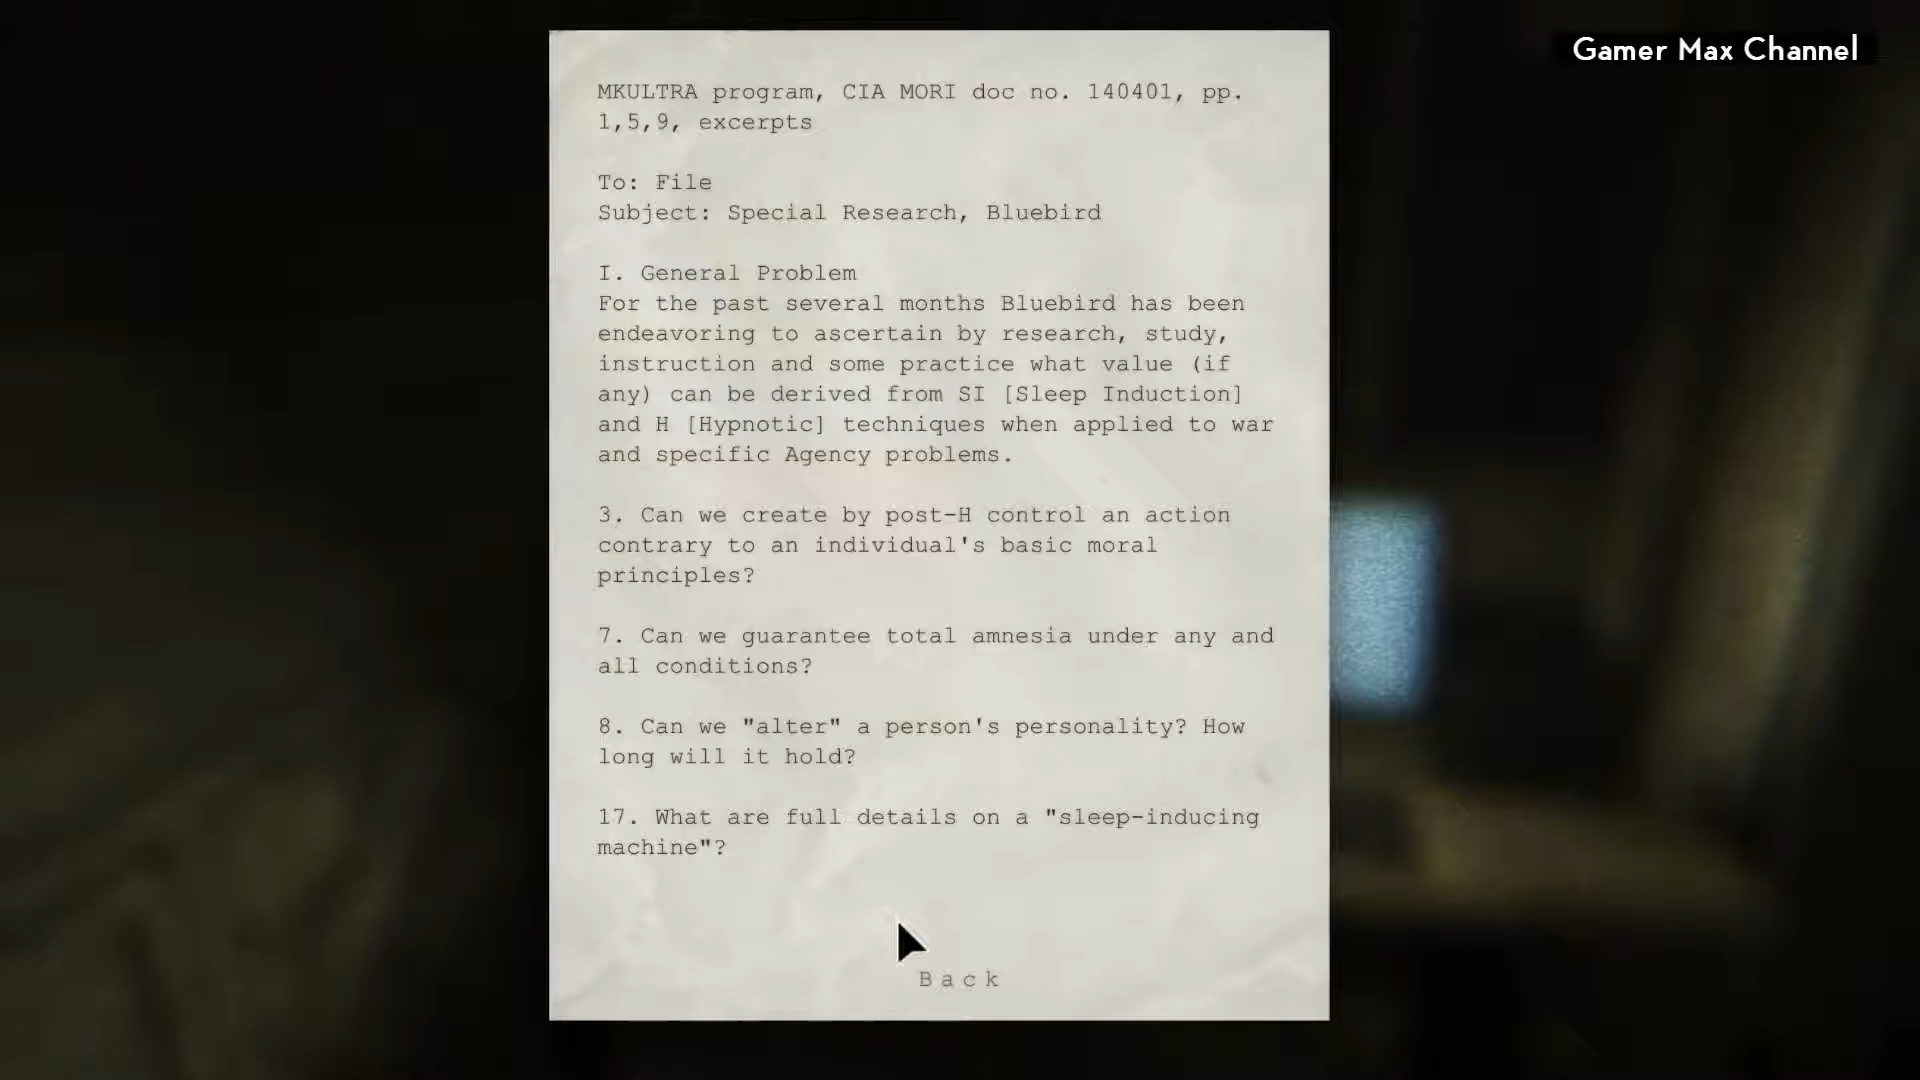 Gamer Max Channel
MKULTRA program, CIA MORI doc no. 140401, pp.
1,5,9, excerpts
To: File
Subject: Special Research, Bluebird
I. General Problem
For the past several months Bluebird has been
endeavoring to ascertain by research, study,
instruction and some practice what value (if
any) can be derived from SI [Sleep Induction]
and H [Hypnotic] techniques when applied to war
and specific Agency problems.
3. Can we create by post-H control an action
contrary to an individual's basic moral
principles?
7. Can we guarantee total amnesia under any and
all conditions?
8. Can we "alter" a person's personality? How
long will it hold?
17. What are full details on a "sleep-inducing
machine"?
Back